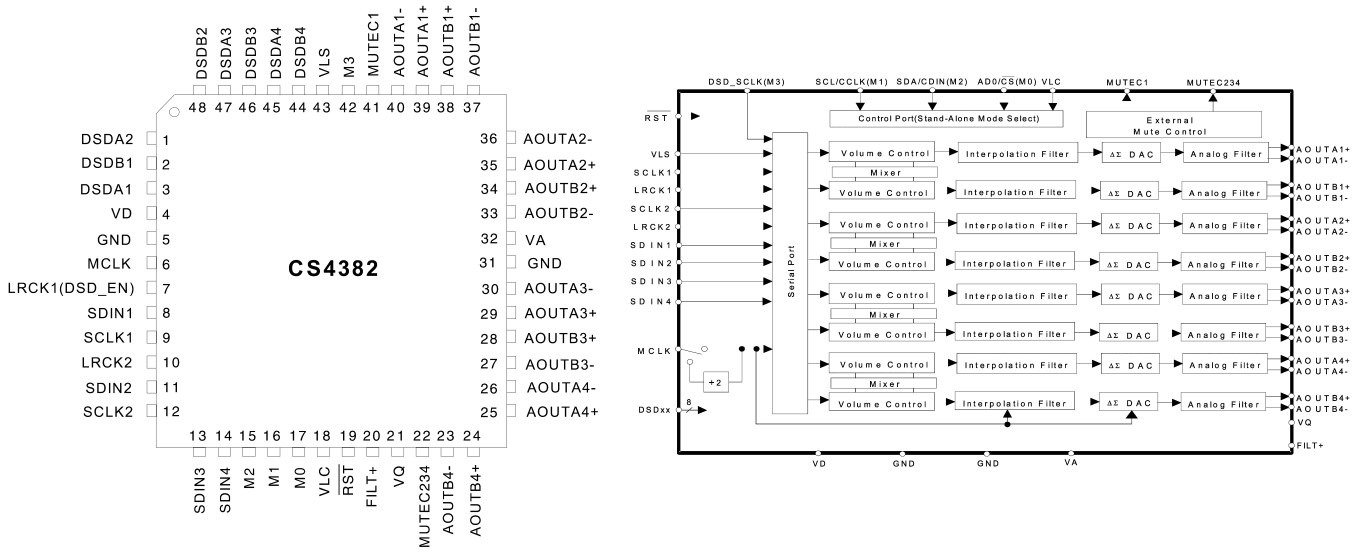 DSDB2
DSDA3
DSDB3
DSDA4
DSDB4
VLS
M3
MUTEC1
AOUTA1-
AOUTA1+
AOUTB1+
AOUTB1-
48 47 46 45 44 43 42 41 40 39 38 37
DSDA2 1
DSDB1 2
DSDA1 3
VD 4
GND 5
MCLK 6
LRCK1(DSD_EN) 7
SDIN1 8
SCLK1 9
LRCK2 10
SDIN2 11
SCLK2 12
CS4382
36 AOUTA2-
35 AOUTA2+
34 AOUTB2+
33 AOUTB2-
32 VA
31 GND
30 AOUTA3-
29 AOUTA3+
28 AOUTB3+
27 AOUTB3-
26 AOUTA4-
25 AOUTA4+
13 14 15 16 17 18 19 20 21 22 23 24
SDIN3
SDIN4
M2
M1
M0
VLC
RST
FILT+
VQ
MUTEC234
AOUTB4-
AOUTB4+
DSD_SCLK(M3) SCL/CCLK(M1) SDA/CDIN(M2) AD0/CS(M0) VLC MUTEC1 MUTEC234
RST
VLS
SCLK1
LRCK1
SCLK2
LRCK2
SDIN1
SDIN2
SDIN3
SDIN4
MCLK
÷2
DSDxx
8
Serial Port
Control Port(Stand-Alone Mode Select)
External
Mute Control
Volume Control Interpolation Filter ΔΣ DAC Analog Filter
Mixer
Volume Control Interpolation Filter ΔΣ DAC Analog Filter
Volume Control Interpolation Filter ΔΣ DAC Analog Filter
Mixer
Volume Control Interpolation Filter ΔΣ DAC Analog Filter
Volume Control Interpolation Filter ΔΣ DAC Analog Filter
Mixer
Volume Control Interpolation Filter ΔΣ DAC Analog Filter
Volume Control Interpolation Filter ΔΣ DAC Analog Filter
Mixer
Volume Control Interpolation Filter ΔΣ DAC Analog Filter
AOUTA1+
AOUTA1-
AOUTB1+
AOUTB1-
AOUTA2+
AOUTA2-
AOUTB2+
AOUTB2-
AOUTA3+
AOUTA3-
AOUTB3+
AOUTB3-
AOUTA4+
AOUTA4-
AOUTB4+
AOUTB4-
VQ
FILT+
VD GND GND VA